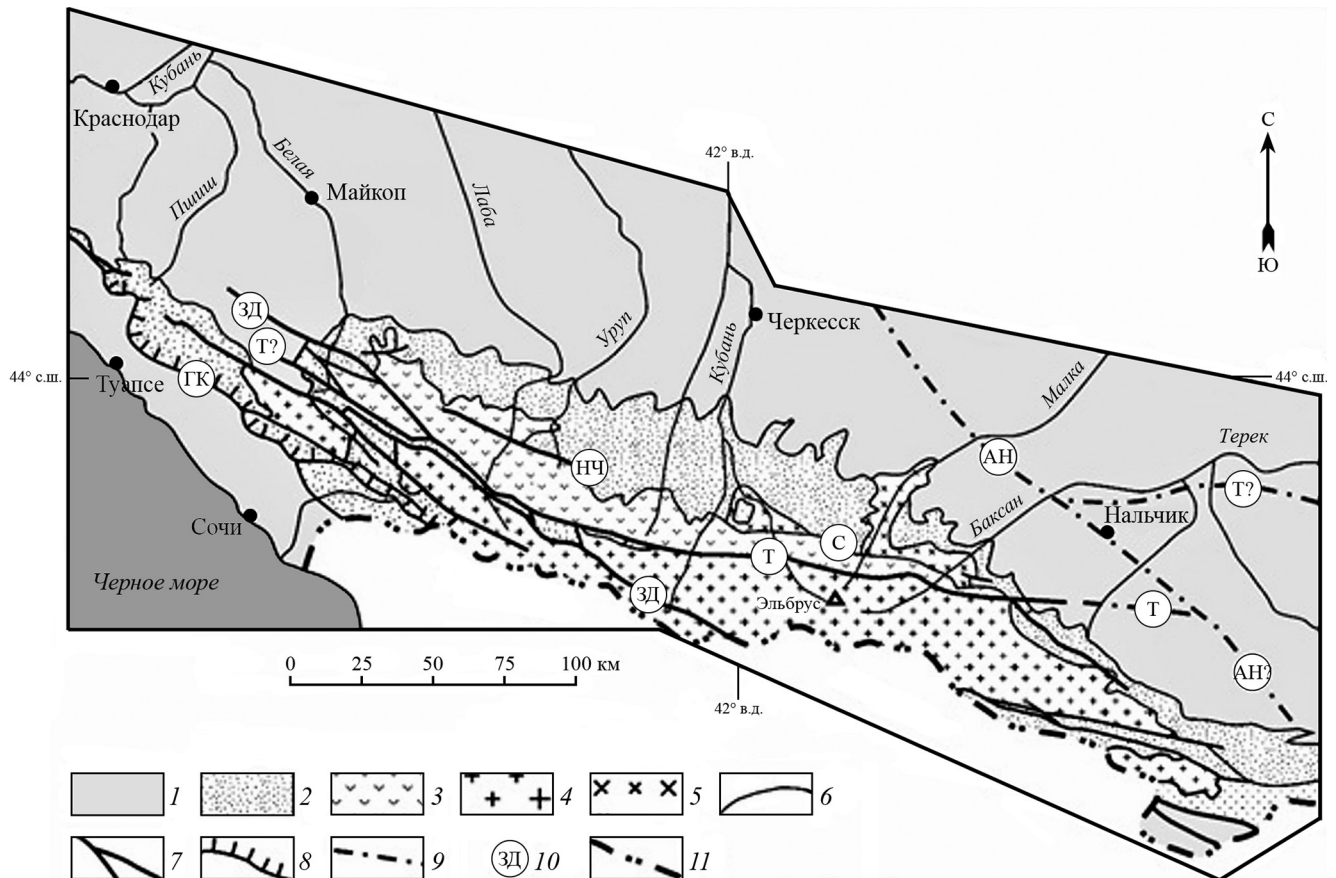 Кубань
Краснодар
Пшиш
Белая
Майкоп
Лаба
Уруп
42° в.д.
Кубань
Черкесск
С
Ю
44° с.ш.
44° с.ш.
Туапсе
ЗД
Т?
ГК
НЧ
Малка
АН
Терек
Т?
Баксан
Нальчик
Сочи
Черное море
Т
С
ЗД
Эльбрус
Т
АН?
0 25 50 75 100 км
42° в.д.
1 2 3 4 5 6
7 8 9 ЗД 10 11